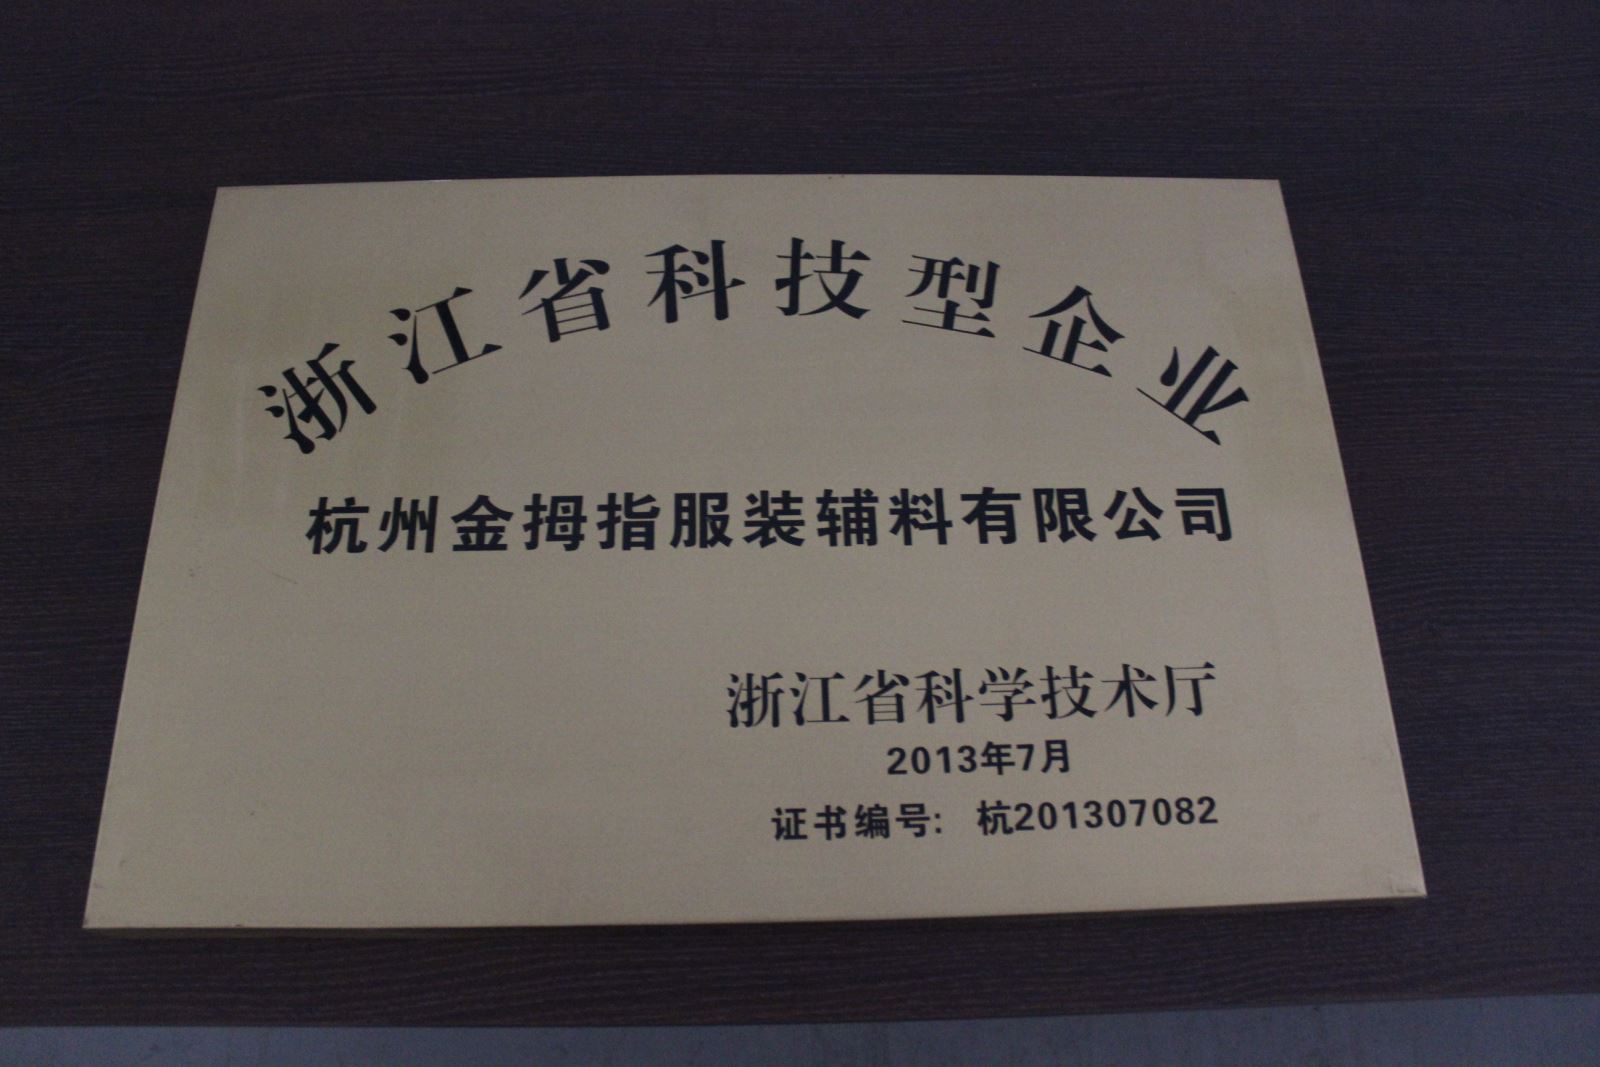 浙江省科技型企业
杭州金拇指服装辅料有限公司
浙江省科学技术厅
2013年7月
证书编号: 杭201307082